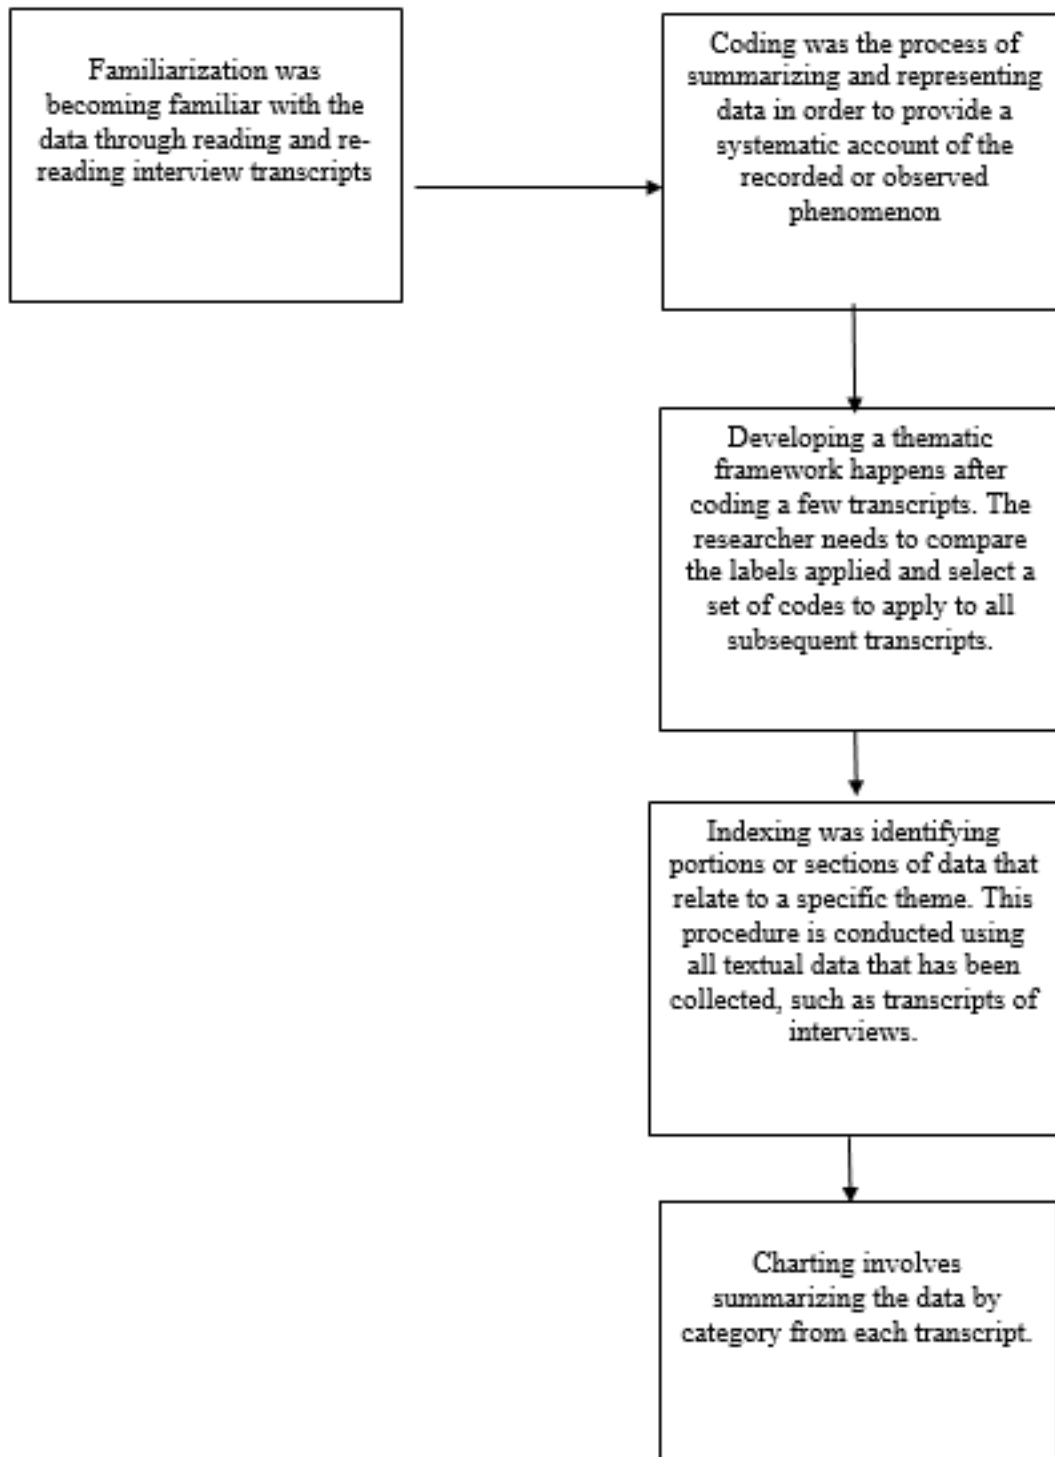 Familiarization was
becoming familiar with the
data through reading and re-
reading interview transcripts
Coding was the process of
summarizing and representing
data in order to provide a
systematic account of the
recorded or observed
phenomenon
Developing a thematic
framework happens after
coding a few transcripts. The
researcher needs to compare
the labels applied and select a
set of codes to apply to all
subsequent transcripts.
Indexing was identifying
portions or sections of data that
relate to a specific theme. This
procedure is conducted using
all textual data that has been
collected, such as transcripts of
interviews.
Charting involves
summarizing the data by
category from each transcript.